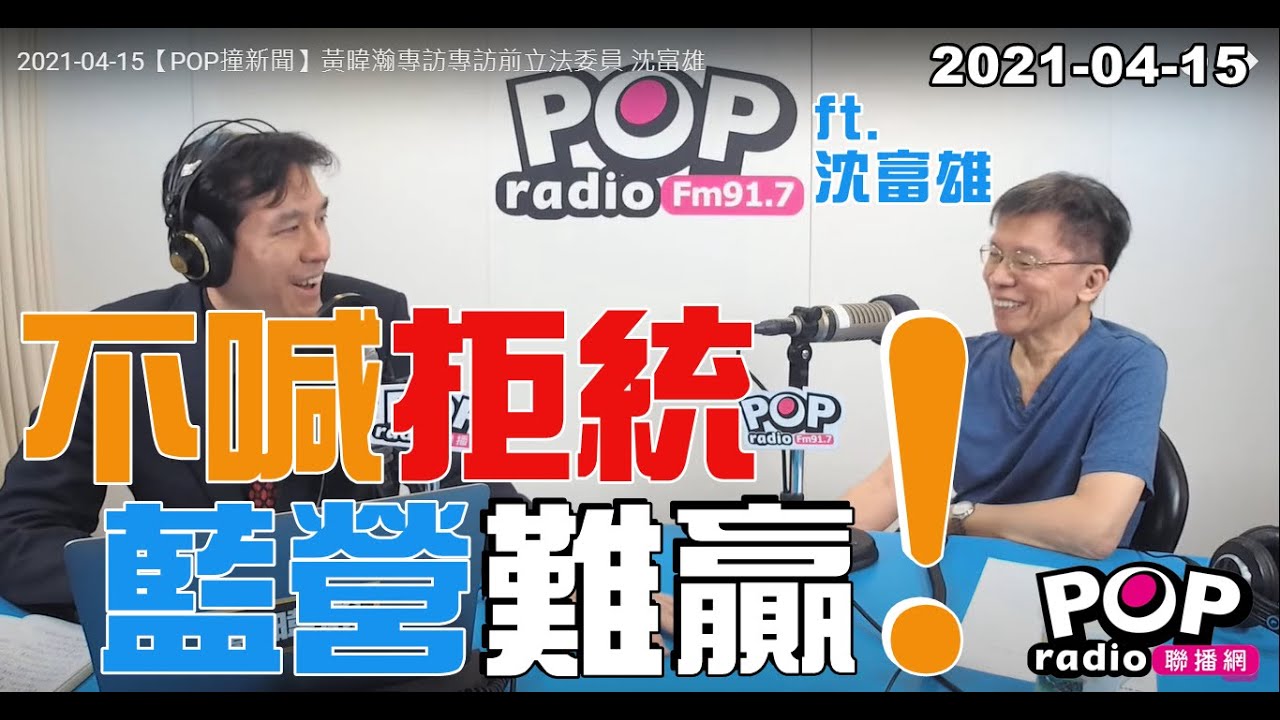 2021-04-15【POP撞新聞】黃暐瀚專訪專訪前立法委員 沈富雄
2021-04-15
POP
radio Fm91.7
ft.
沈富雄
不喊拒統
藍營難贏！
POP
radio Fm91.7
POP
radio 聯播網